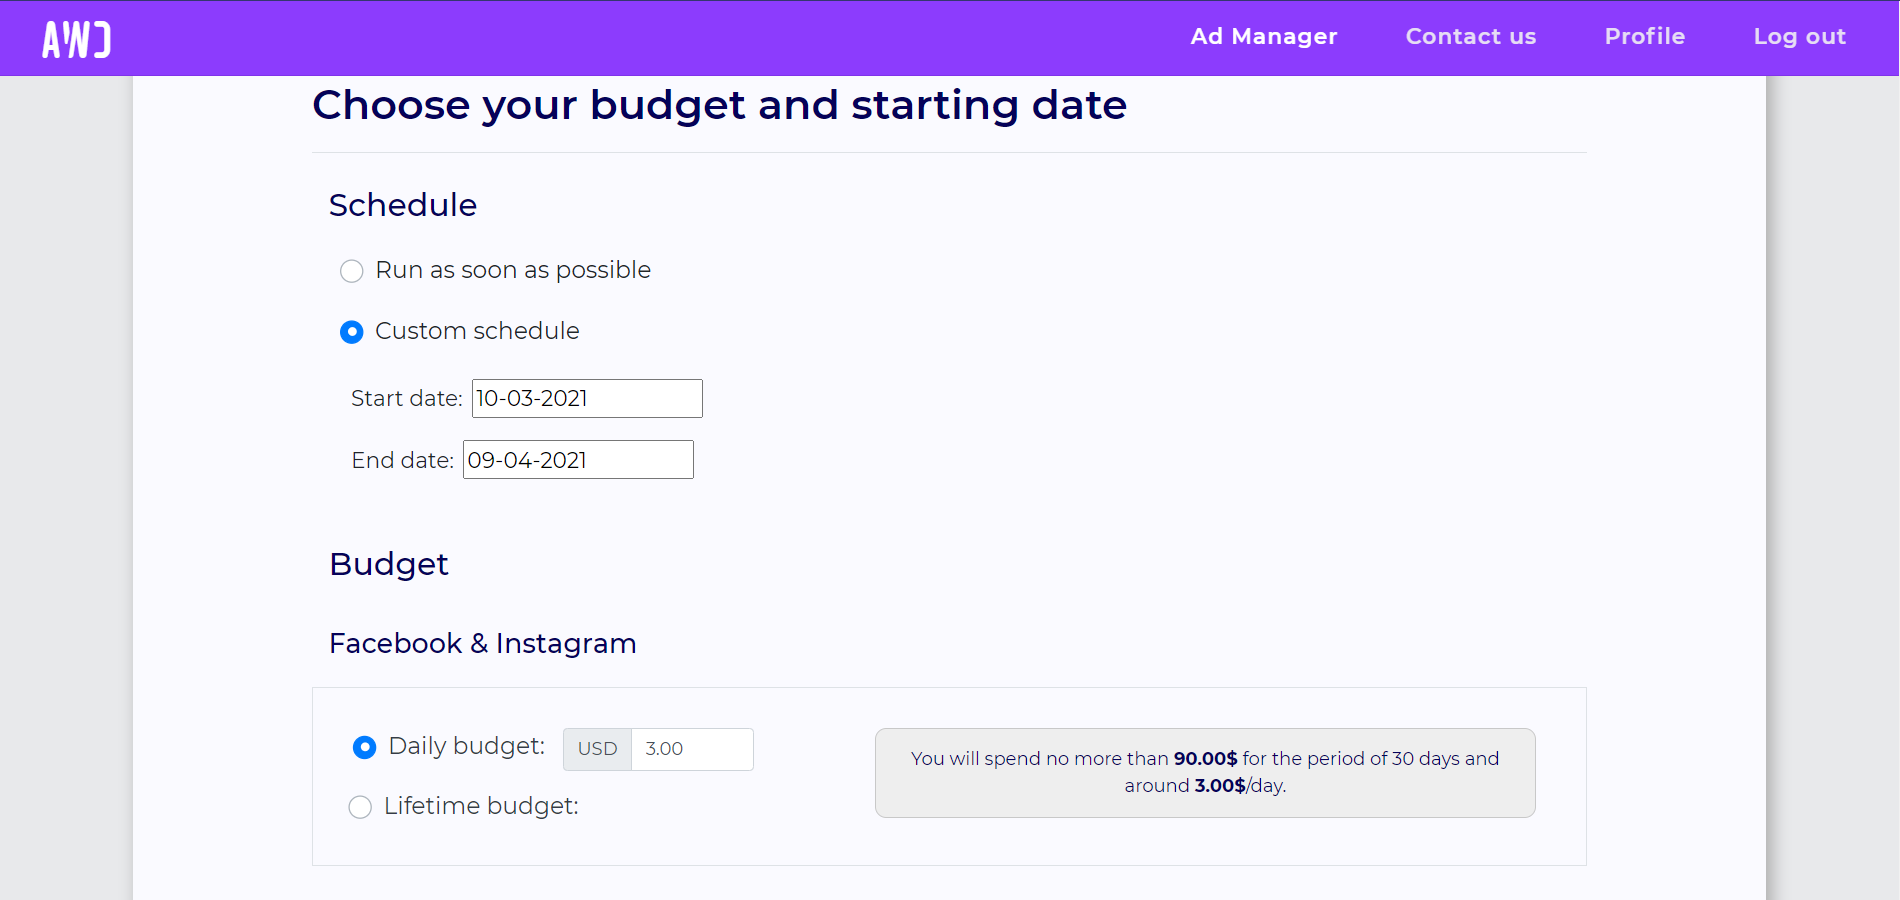 AWD
Ad Manager
Contact us
Profile
Log out
Choose your budget and starting date
Schedule
Run as soon as possible
Custom schedule
Start date: 10-03-2021
End date: 09-04-2021
Budget
Facebook & Instagram
Daily budget: USD 3.00
Lifetime budget:
You will spend no more than 90.00$ for the period of 30 days and
around 3.00$/day.